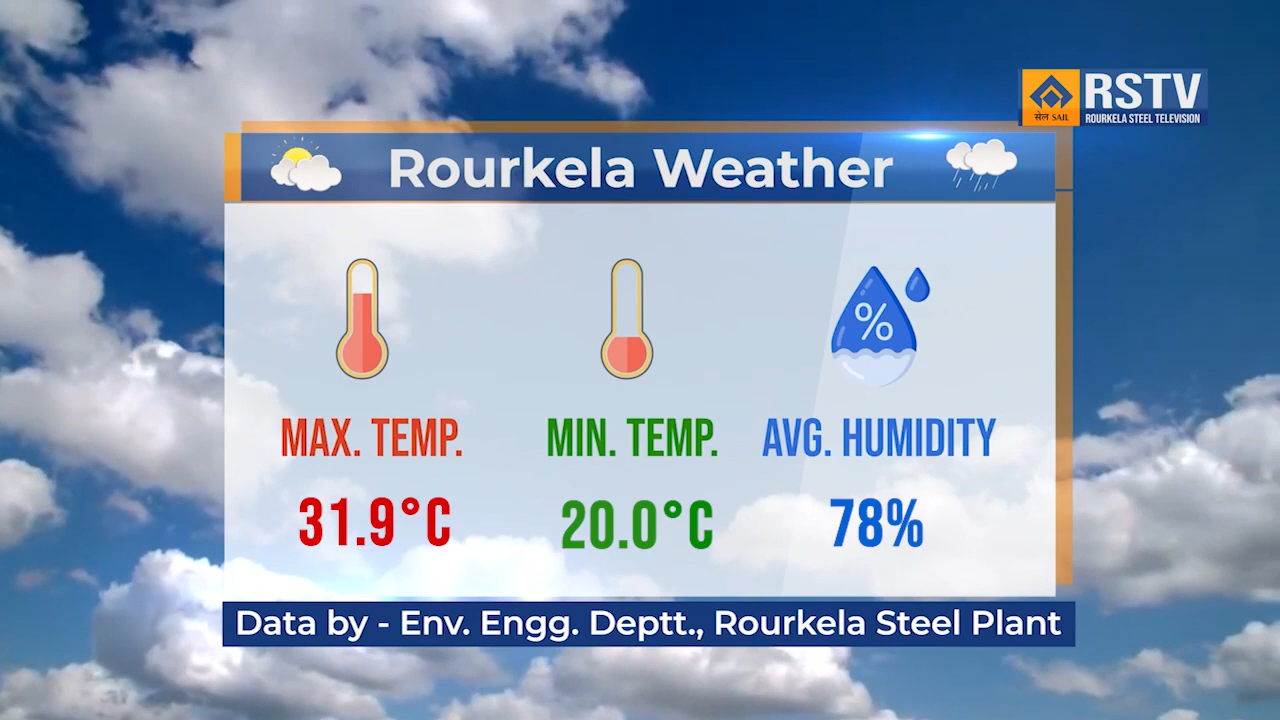 RSTV
सेल SAIL
ROURKELA STEEL TELEVISION
Rourkela Weather
%
MAX. TEMP.
MIN. TEMP.
AVG. HUMIDITY
31.9°C
20.0°C
78%
Data by - Env. Engg. Deptt., Rourkela Steel Plant